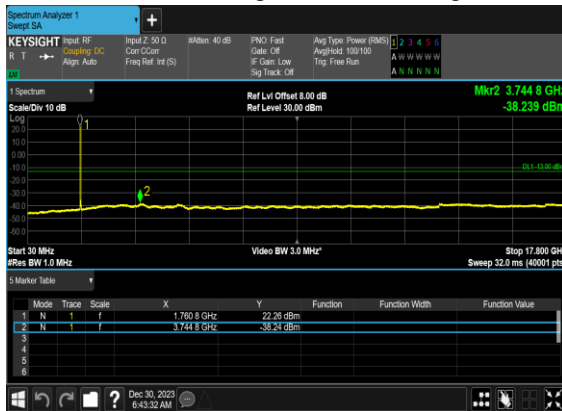 Spectrum Analyzer 1
Swept SA
+
KEYSIGHT Input: RF Input Z: 50 Ω #Atten: 40 dB PNO: Fast Avg Type: Power (RMS) 1 2 3 4 5 6
R T Coupling: DC Corr CCorr Gate: Off Avg|Hold: 100/100 A W W W W W
Align: Auto Freq Ref: Int (S) IF Gain: Low Trig: Free Run
Sig Track: Off A N N N N N
1 Spectrum Ref Lvl Offset 8.00 dB Mkr2 3.744 8 GHz
Scale/Div 10 dB Ref Level 30.00 dBm -38.239 dBm
Log
1
20.0
10.0
0.00
-10.0
DL1 -13.00 dBm
-20.0
-30.0
2
-40.0
-50.0
-60.0
Start 30 MHz Video BW 3.0 MHz* Stop 17.800 GHz
#Res BW 1.0 MHz Sweep 32.0 ms (40001 pts)
5 Marker Table
Mode Trace Scale X Y Function Function Width Function Value
1 N 1 f 1.760 8 GHz 22.26 dBm
2 N 1 f 3.744 8 GHz -38.24 dBm
3
4
5
6
? Dec 30, 2023
6:43:32 AM